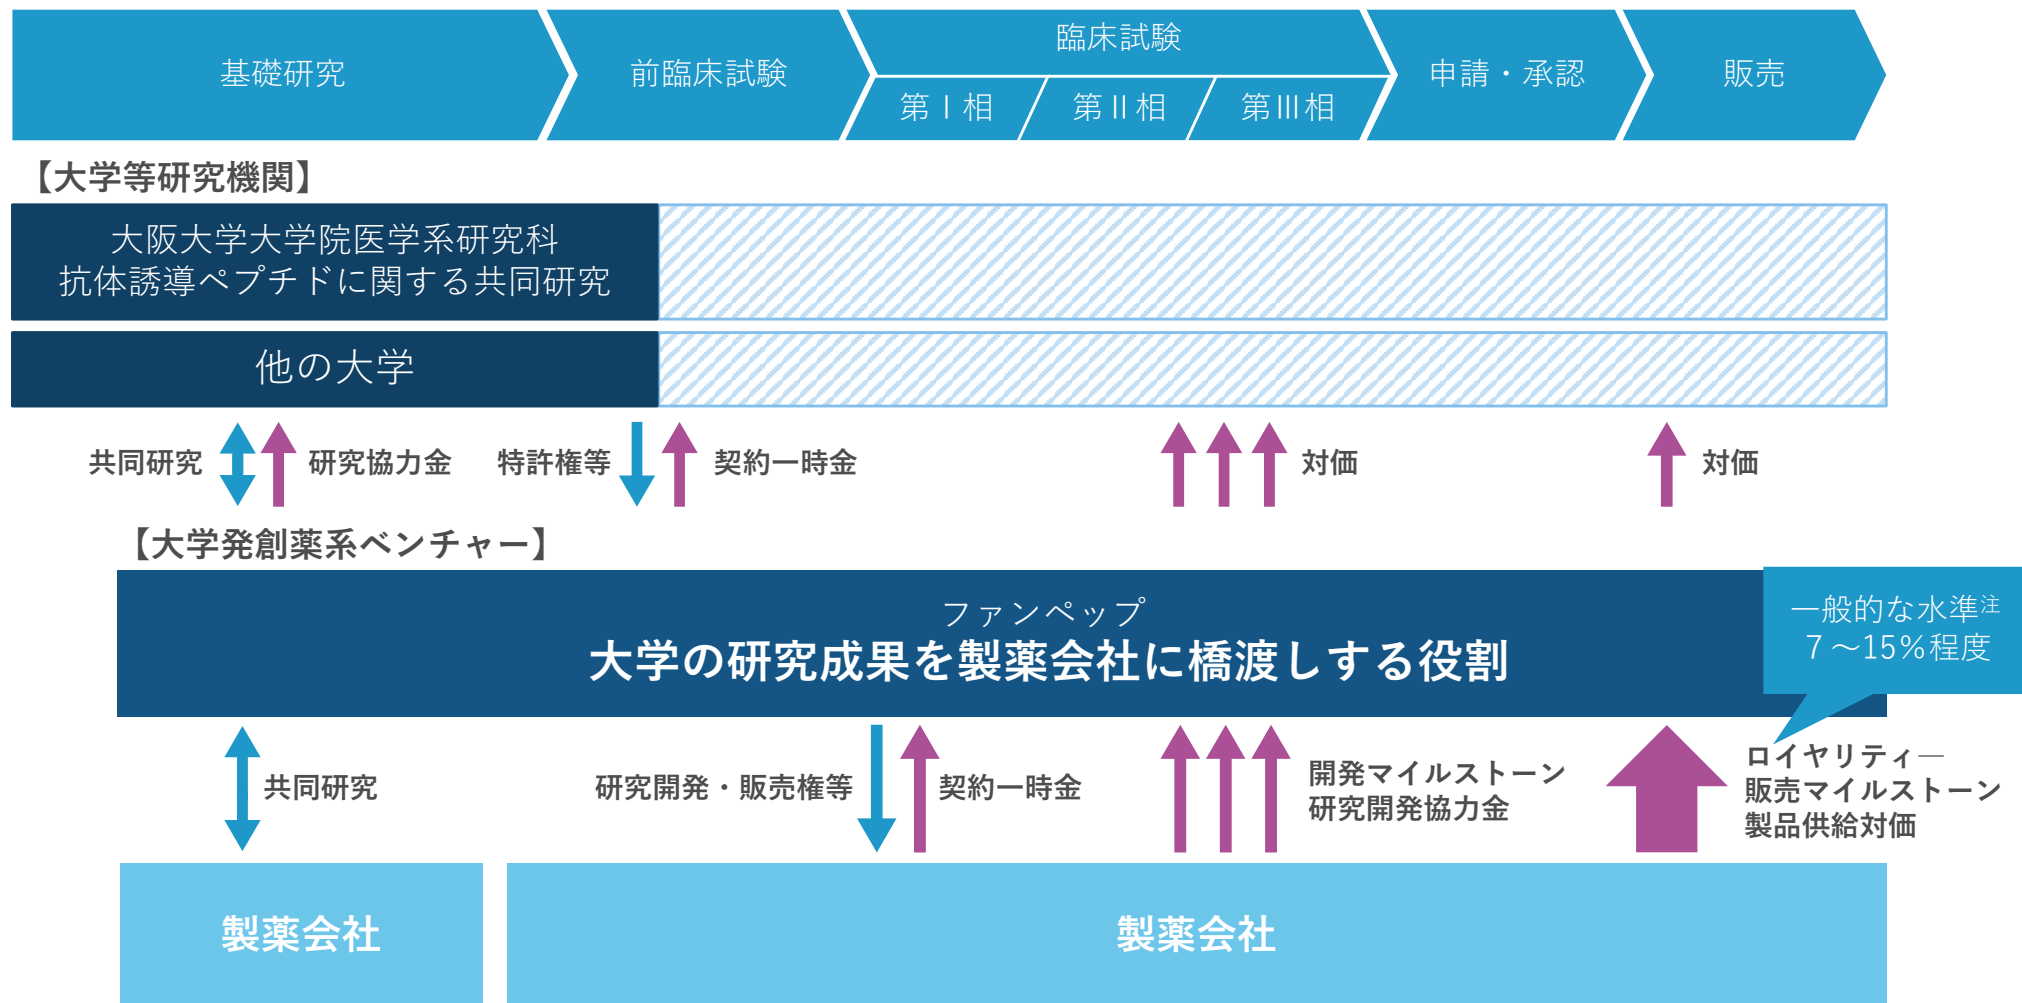 基礎研究
前臨床試験
臨床試験
第Ⅰ相
第Ⅱ相
第Ⅲ相
申請・承認
販売
【大学等研究機関】
大阪大学大学院医学系研究科
抗体誘導ペプチドに関する共同研究
他の大学
共同研究
研究協力金
特許権等
契約一時金
対価
対価
【大学発創薬系ベンチャー】
ファンペップ
大学の研究成果を製薬会社に橋渡しする役割
一般的な水準注
7～15%程度
共同研究
研究開発・販売権等
契約一時金
開発マイルストーン
研究開発協力金
ロイヤリティ―
販売マイルストーン
製品供給対価
製薬会社
製薬会社